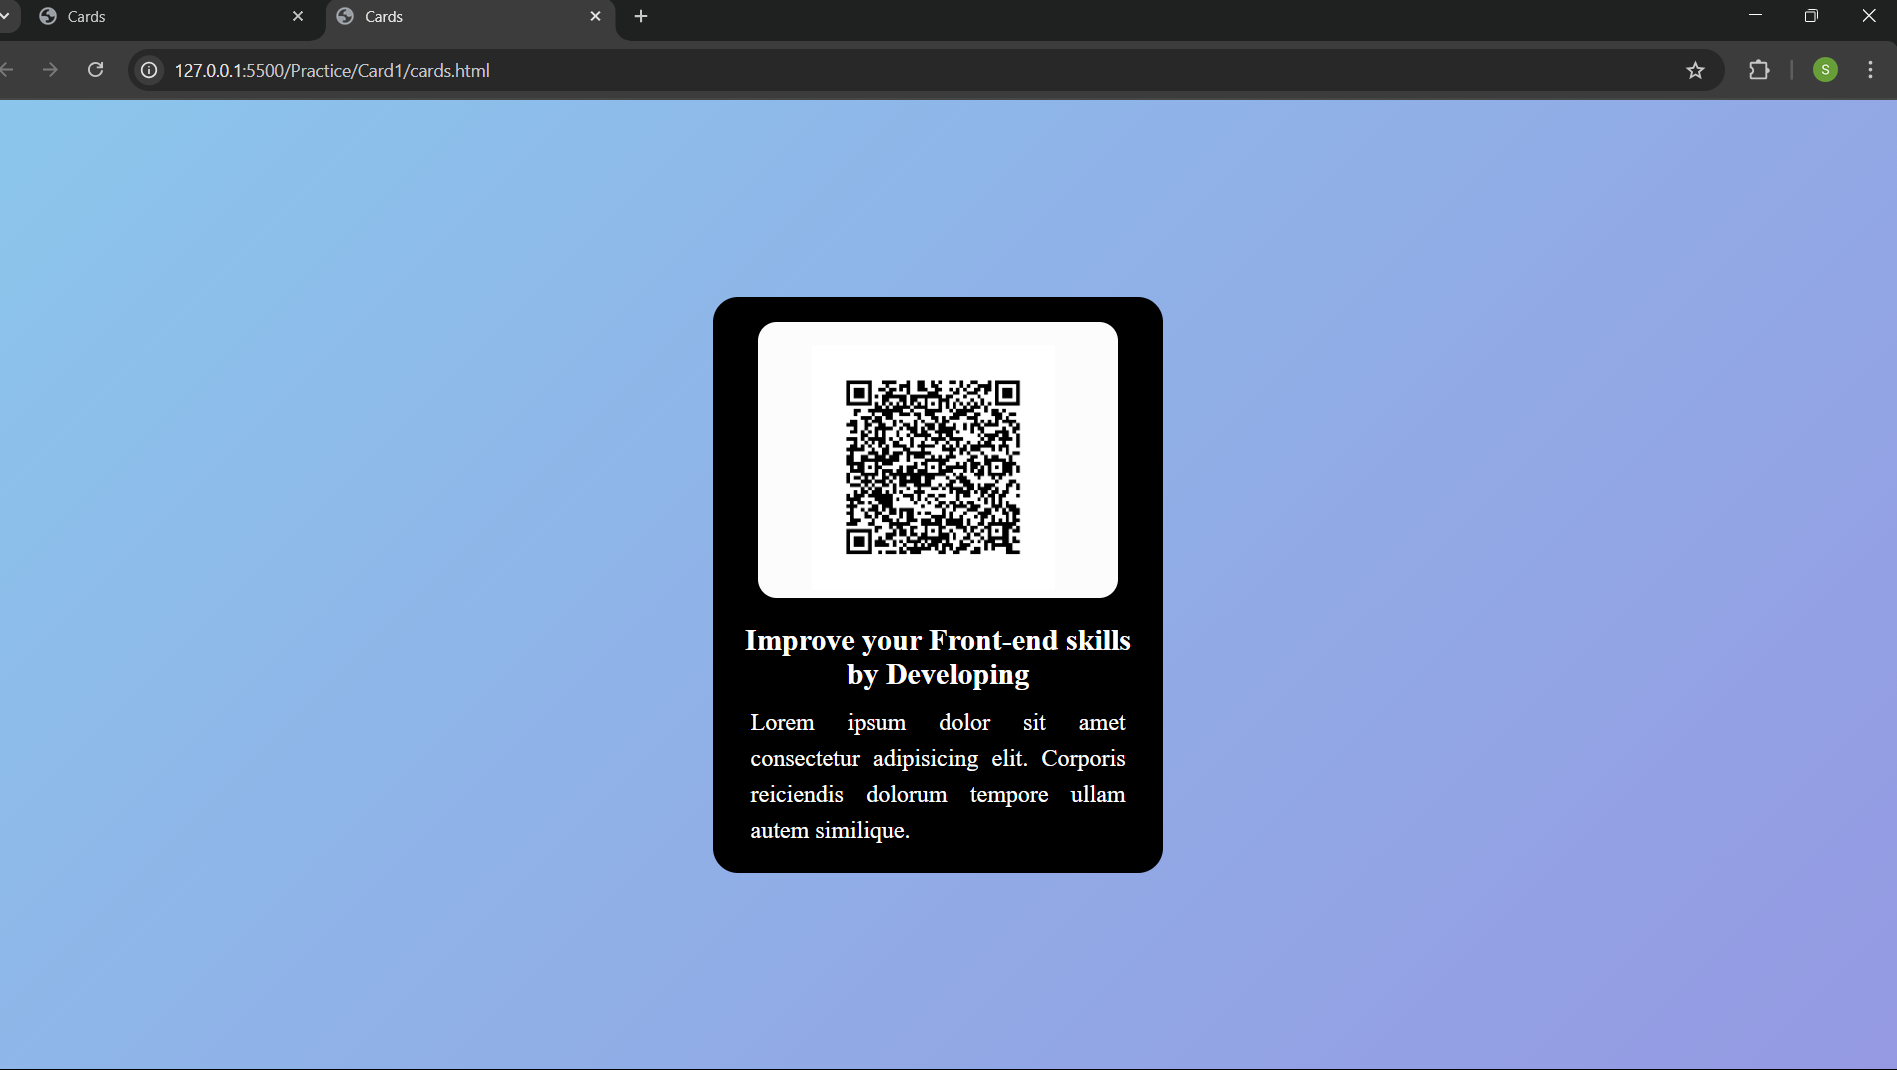 Cards
Cards
127.0.0.1:5500/Practice/Card1/cards.html
S
Improve your Front-end skills
by Developing
Lorem ipsum dolor sit amet
consectetur adipisicing elit. Corporis
reiciendis dolorum tempore ullam
autem similique.